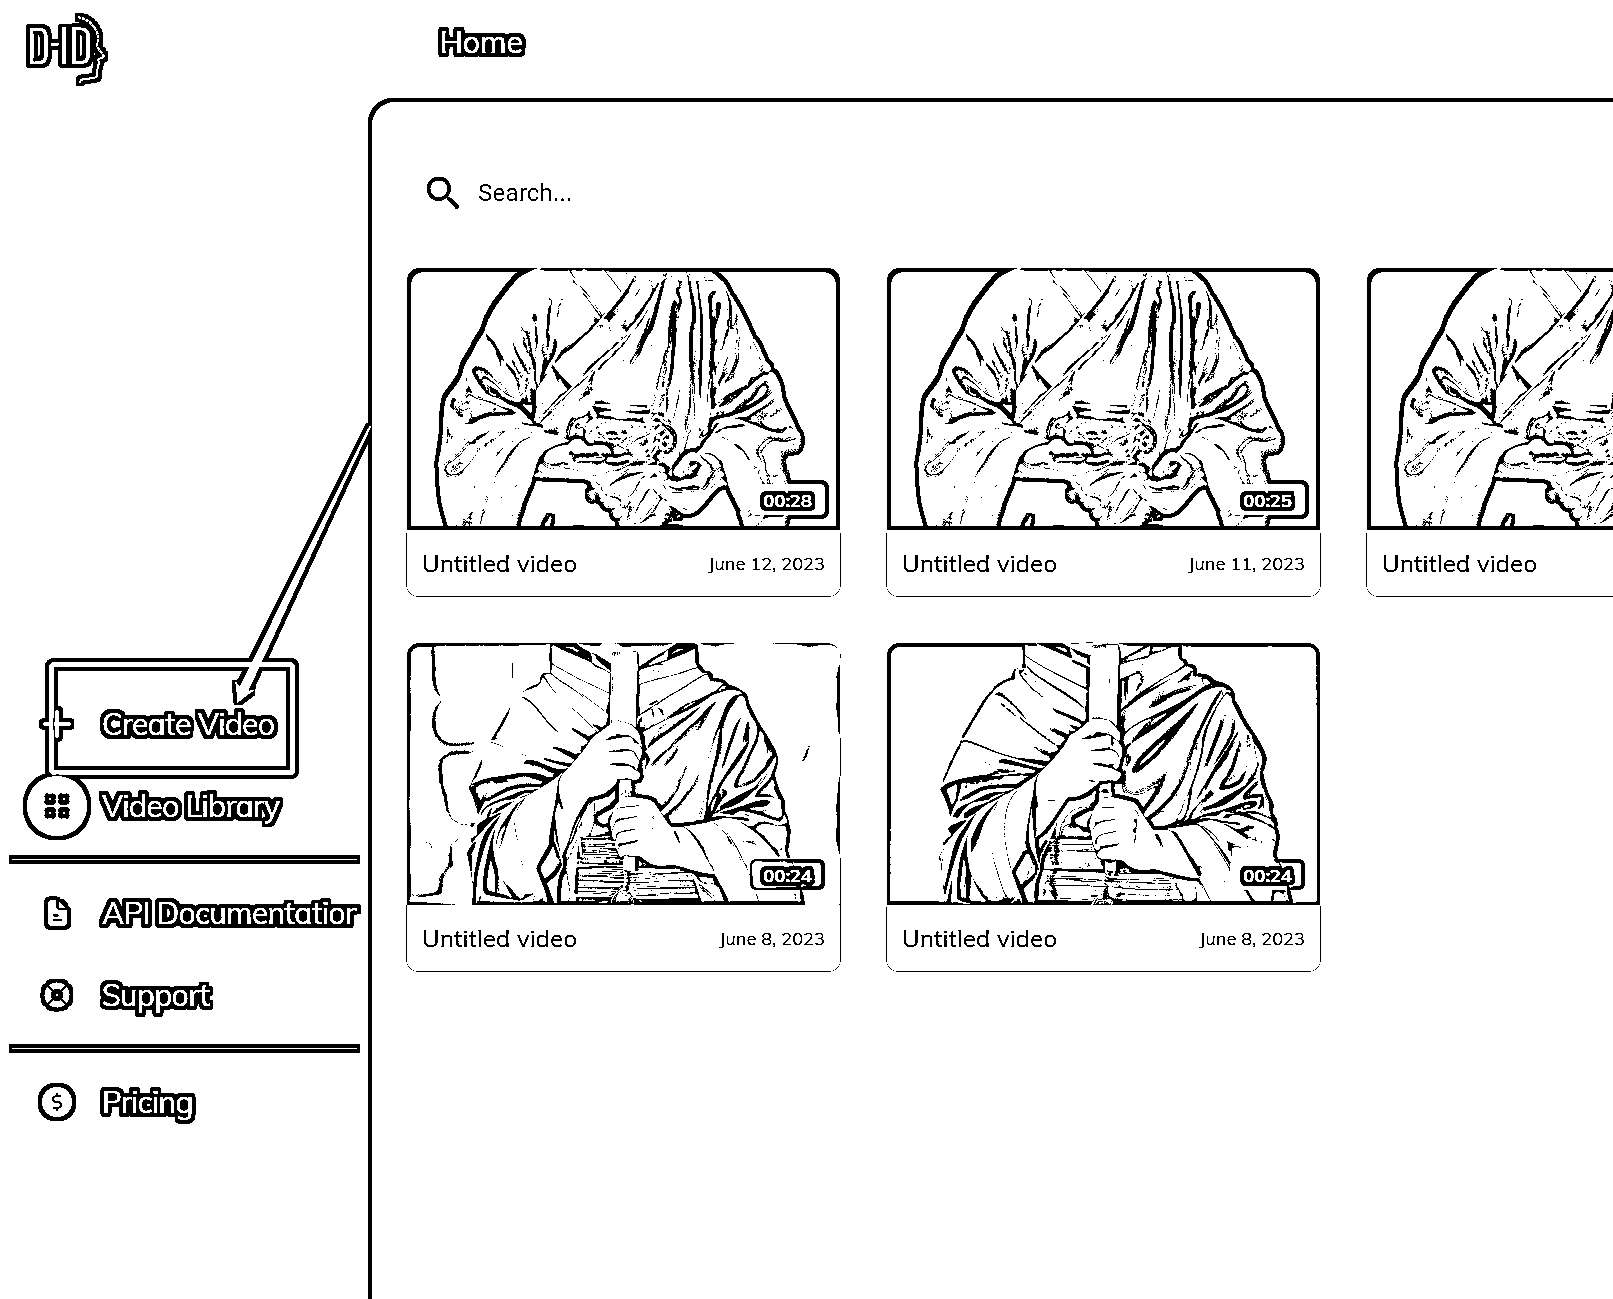 D-ID
Home
Search...
00:28
00:25
Untitled video
June 12, 2023
Untitled video
June 11, 2023
Untitled video
Create Video
Video Library
00:24
00:24
API Documentation
Untitled video
June 8, 2023
Untitled video
June 8, 2023
Support
Pricing